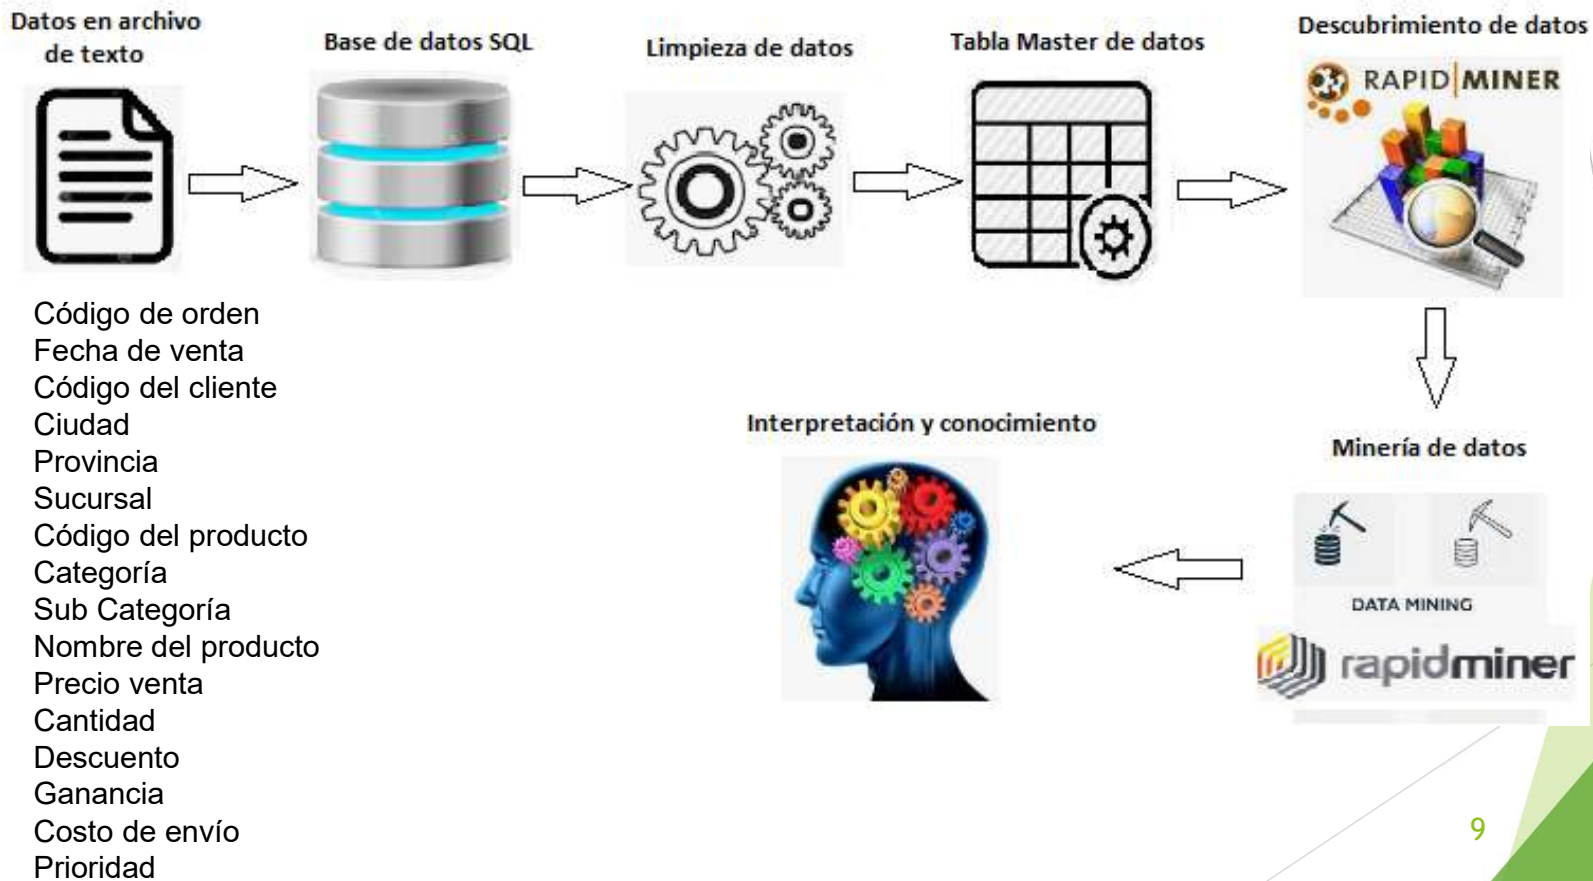 Datos en archivo
de texto
Base de datos SQL
Limpieza de datos
Tabla Master de datos
Descubrimiento de datos
RAPID MINER
Código de orden
Fecha de venta
Código del cliente
Ciudad
Provincia
Sucursal
Código del producto
Categoría
Sub Categoría
Nombre del producto
Precio venta
Cantidad
Descuento
Ganancia
Costo de envío
Prioridad
Interpretación y conocimiento
Minería de datos
DATA MINING
rapidminer
9